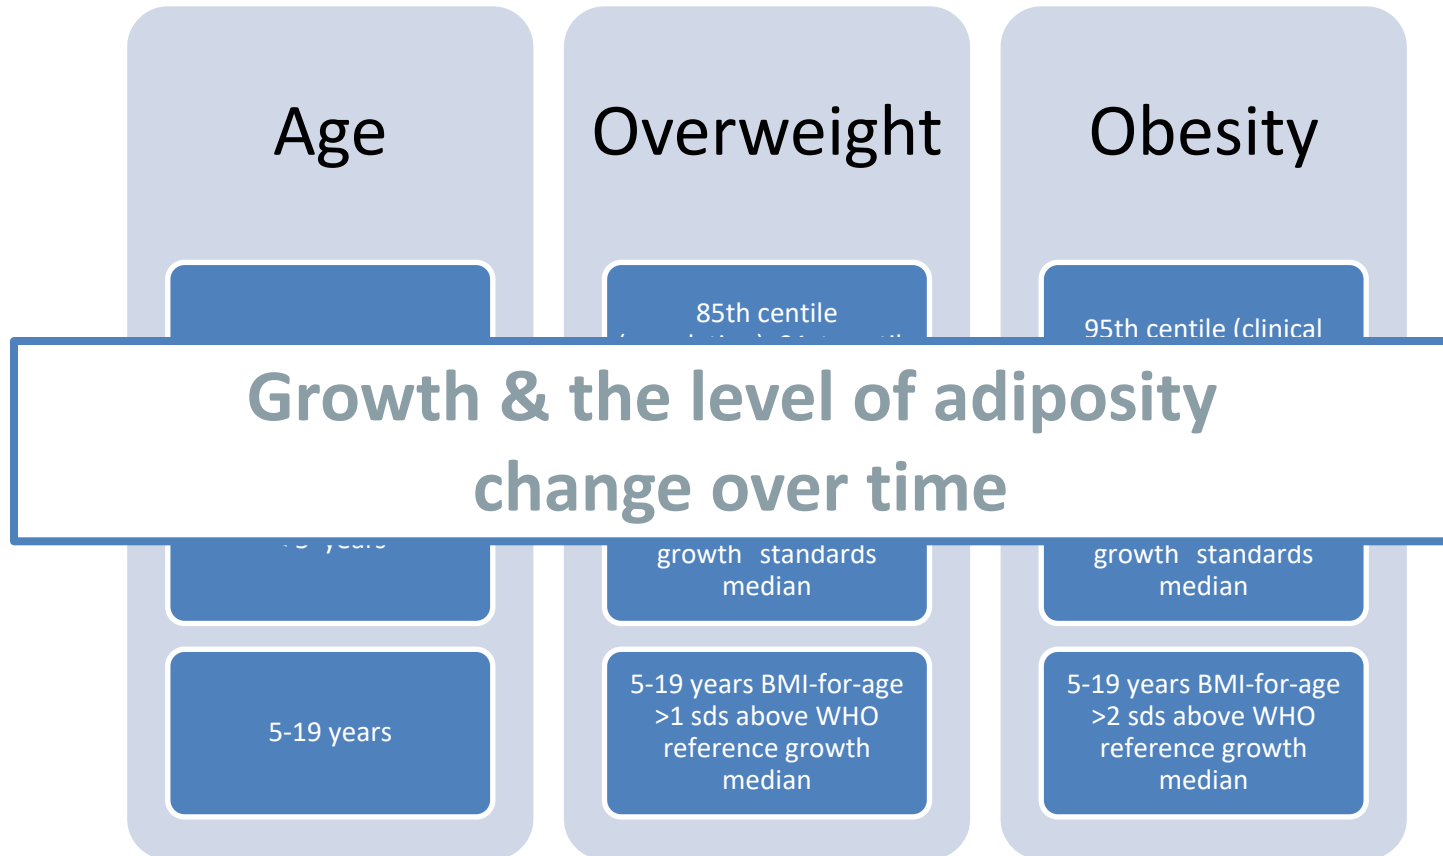 Age
Overweight
Obesity
85th centile
95th centile (clinical
Growth & the level of adiposity
change over time
years
growth standards
median
growth standards
median
5-19 years
5-19 years BMI-for-age
>1 sds above WHO
reference growth
median
5-19 years BMI-for-age
>2 sds above WHO
reference growth
median